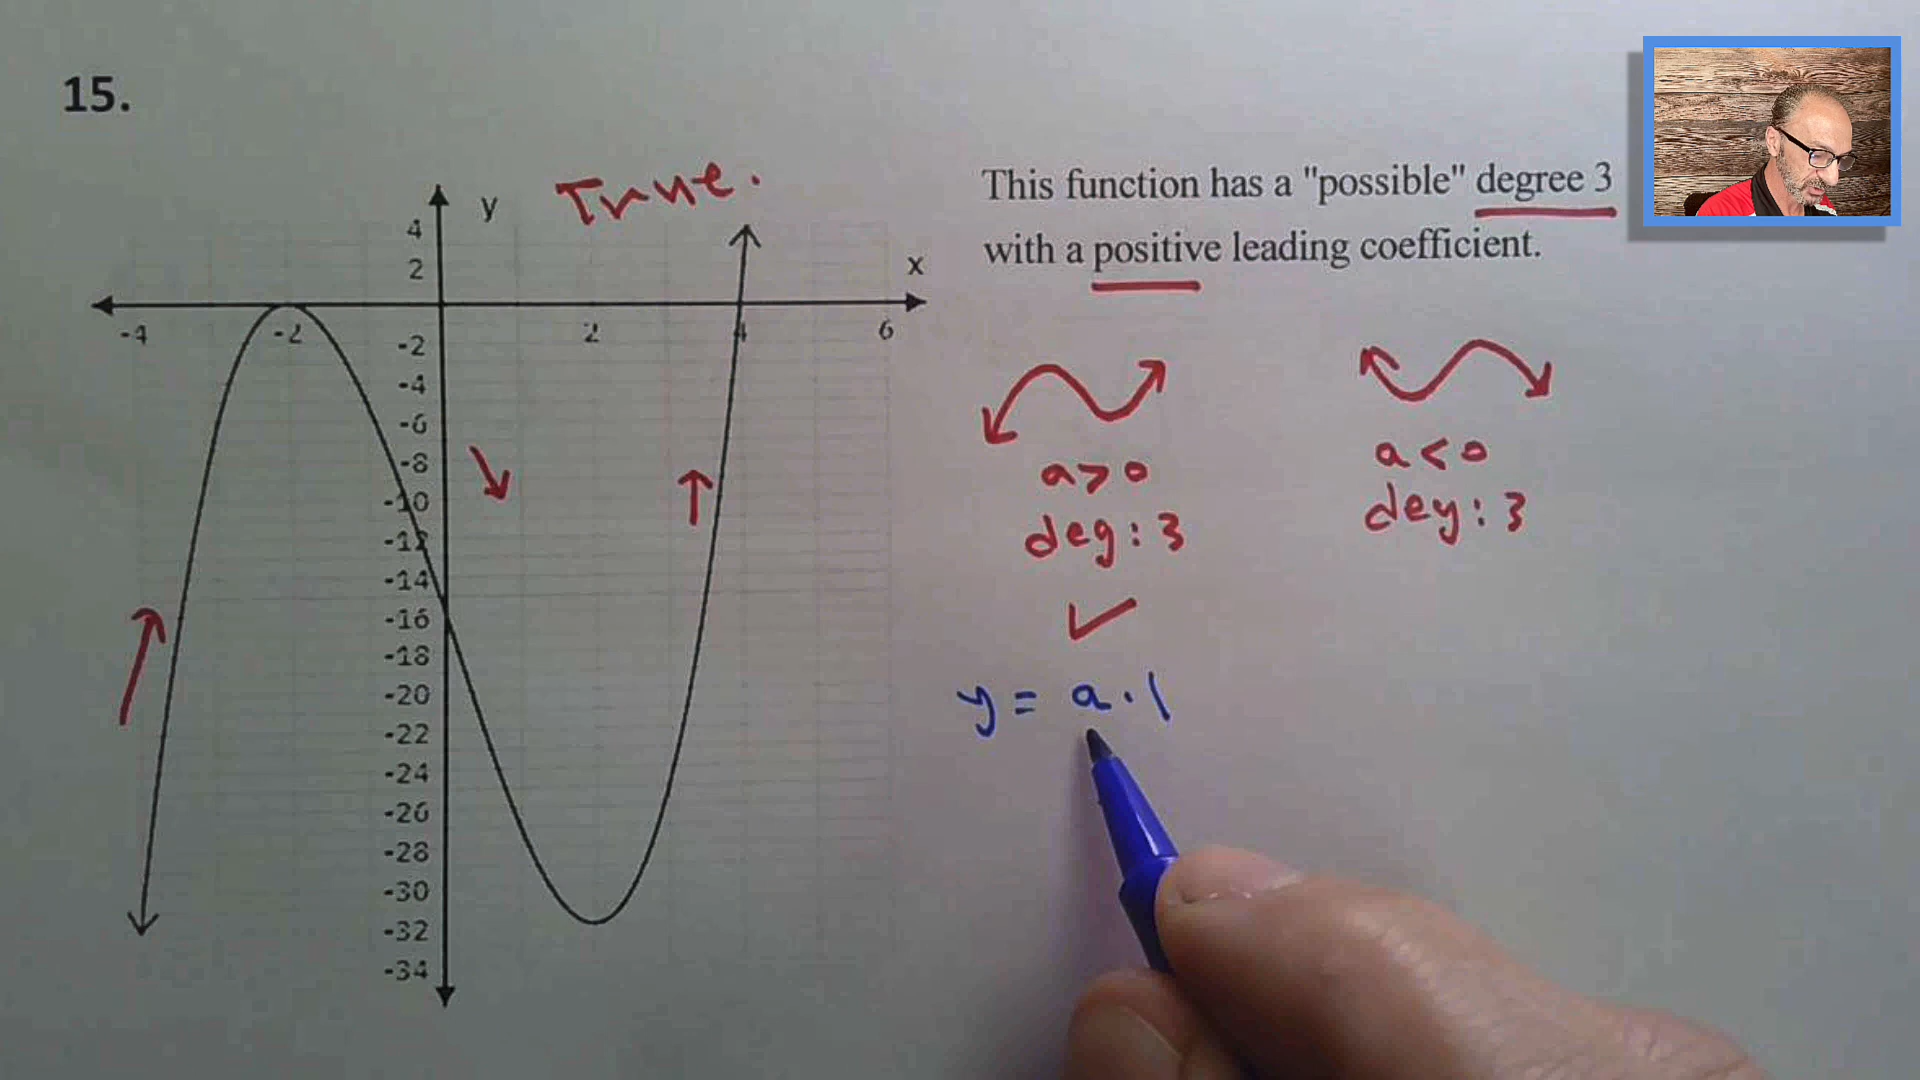 15.
True.
This function has a "possible" degree 3
with a positive leading coefficient.
y
x
4
2
-4
-2
2
4
6
-2
-4
-6
-8
-10
-12
-14
-16
-18
-20
-22
-24
-26
-28
-30
-32
-34
a>0
deg:3
a<0
deg:3
y = a.(